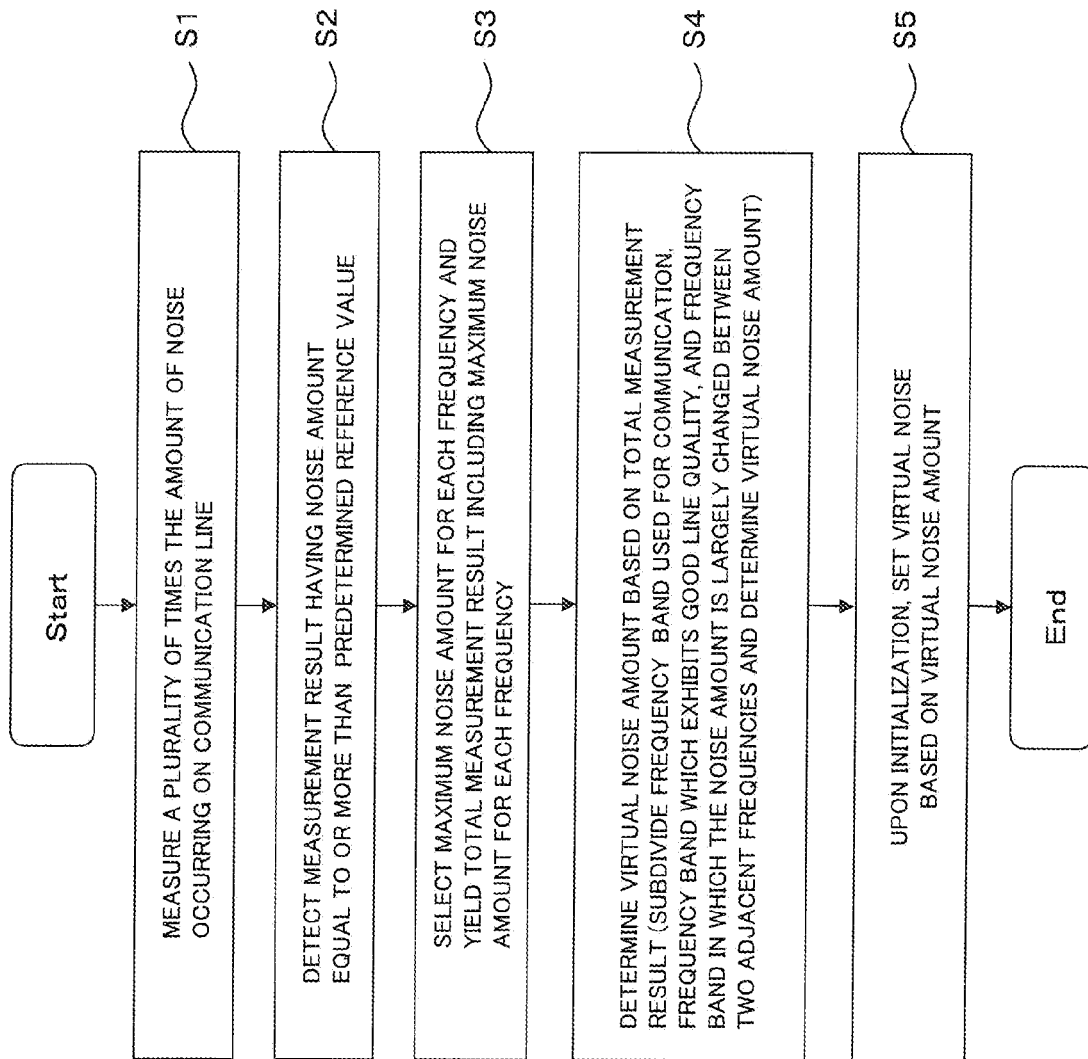 Start
MEASURE A PLURALITY OF TIMES THE AMOUNT OF NOISE
OCCURRING ON COMMUNICATION LINE
S1
DETECT MEASUREMENT RESULT HAVING NOISE AMOUNT
EQUAL TO OR MORE THAN PREDETERMINED REFERENCE VALUE
S2
SELECT MAXIMUM NOISE AMOUNT FOR EACH FREQUENCY AND
YIELD TOTAL MEASUREMENT RESULT INCLUDING MAXIMUM NOISE
AMOUNT FOR EACH FREQUENCY
S3
DETERMINE VIRTUAL NOISE AMOUNT BASED ON TOTAL MEASUREMENT
RESULT (SUBDIVIDE FREQUENCY BAND USED FOR COMMUNICATION,
FREQUENCY BAND WHICH EXHIBITS GOOD LINE QUALITY, AND FREQUENCY
BAND IN WHICH THE NOISE AMOUNT IS LARGELY CHANGED BETWEEN
TWO ADJACENT FREQUENCIES AND DETERMINE VIRTUAL NOISE AMOUNT)
S4
UPON INITIALIZATION, SET VIRTUAL NOISE
BASED ON VIRTUAL NOISE AMOUNT
S5
End